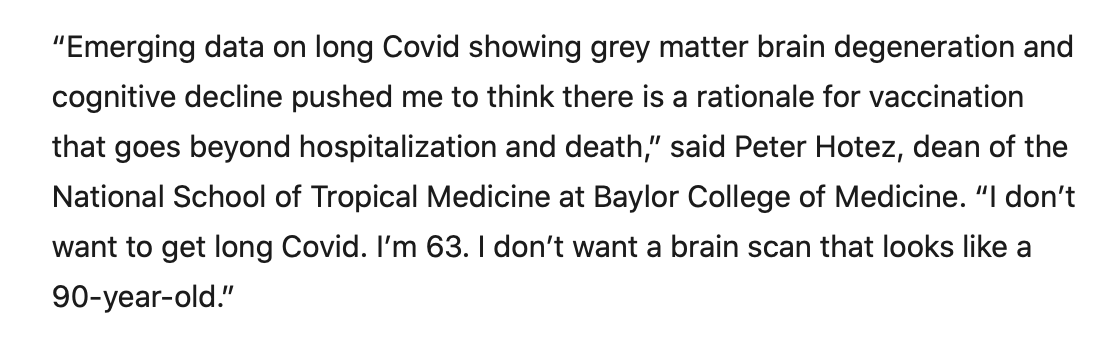 “Emerging data on long Covid showing grey matter brain degeneration and
cognitive decline pushed me to think there is a rationale for vaccination
that goes beyond hospitalization and death,” said Peter Hotez, dean of the
National School of Tropical Medicine at Baylor College of Medicine. “I don’t
want to get long Covid. I’m 63. I don’t want a brain scan that looks like a
90-year-old.”